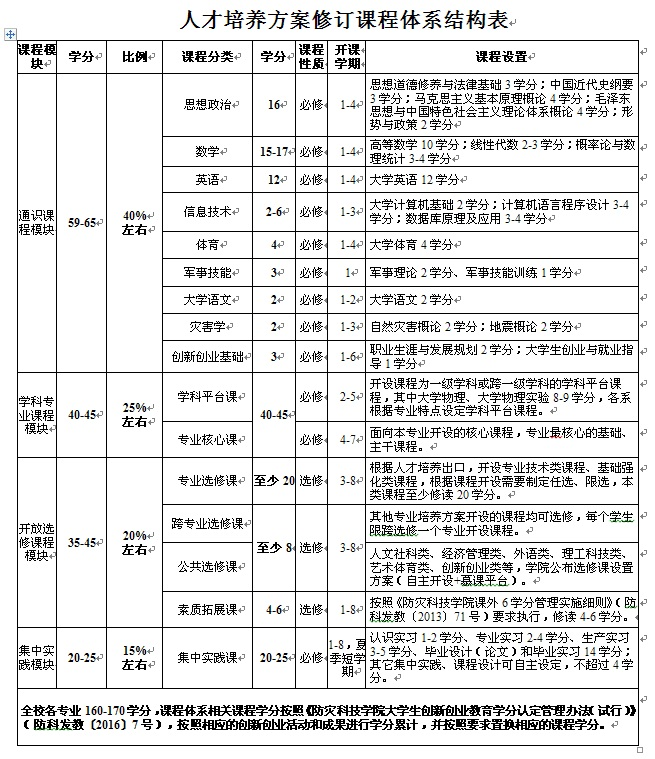 人才培养方案修订课程体系结构表
课程模块 学分 比例 课程分类 学分 课程性质 开课学期 课程设置
通识课程模块 59-65 40%左右
思想政治 16 必修 1-4 思想道德修养与法律基础 3 学分；中国近代史纲要
3 学分；马克思主义基本原理概论 4 学分；毛泽东
思想与中国特色社会主义理论体系概论 4 学分；形
势与政策 2 学分
数学 15-17 必修 1-4 高等数学 10 学分；线性代数 2-3 学分；概率论与数
理统计 3-4 学分
英语 12 必修 1-4 大学英语 12 学分
信息技术 2-6 必修 1-3 大学计算机基础 2 学分；计算机语言程序设计 3-4
学分；数据库原理及应用 3-4 学分
体育 4 必修 1-4 大学体育 4 学分
军事技能 3 必修 1 军事理论 2 学分、军事技能训练 1 学分
大学语文 2 必修 1-2 大学语文 2 学分
灾害学 2 必修 1-3 自然灾害概论 2 学分；地震概论 2 学分
创新创业基础 3 必修 1-6 职业生涯与发展规划 2 学分；大学生创业与就业指
导 1 学分
学科专业课程模块 40-45 25%左右
学科平台课 40-45 必修 2-5 开设课程为一级学科或跨一级学科的学科平台课
程，其中大学物理、大学物理实验 8-9 学分，各系
根据专业特点设定学科平台课程。
专业核心课 必修 4-7 面向本专业开设的核心课程，专业最核心的基础、
主干课程。
开放选修课程模块 35-45 20%左右
专业选修课 至少 20 选修 3-8 根据人才培养出口，开设专业技术类课程、基础强
化类课程，根据课程开设需要制定任选、限选，本
类课程至少修读 20 学分。
跨专业选修课 至少 8 选修 3-8 其他专业培养方案开设的课程均可选修，每个学生
限跨选修一个专业开设课程。
公共选修课 人文社科类、经济管理类、外语类、理工科技类、
艺术体育类、创新创业类等，学院公布选修课设置
方案（自主开设+慕课平台）。
素质拓展课 4-6 选修 1-8 按照《防灾科技学院课外 6 学分管理实施细则》（防
科发教〔2013〕71 号）要求执行，修读 4-6 学分。
集中实践模块 20-25 15%左右
集中实践课 20-25 必修 1-8，夏季短学期 认识实习 1-2 学分、专业实习 2-4 学分、生产实习
3-5 学分、毕业设计（论文）和毕业实习 14 学分；
其它集中实践、课程设计可自主设定，不超过 4 学
分。
全校各专业 160-170 学分，课程体系相关课程学分按照《防灾科技学院大学生创新创业教育学分认定管理办法（试行）》
（防科发教〔2016〕7 号），按照相应的创新创业活动和成果进行学分累计，并按照要求置换相应的课程学分。